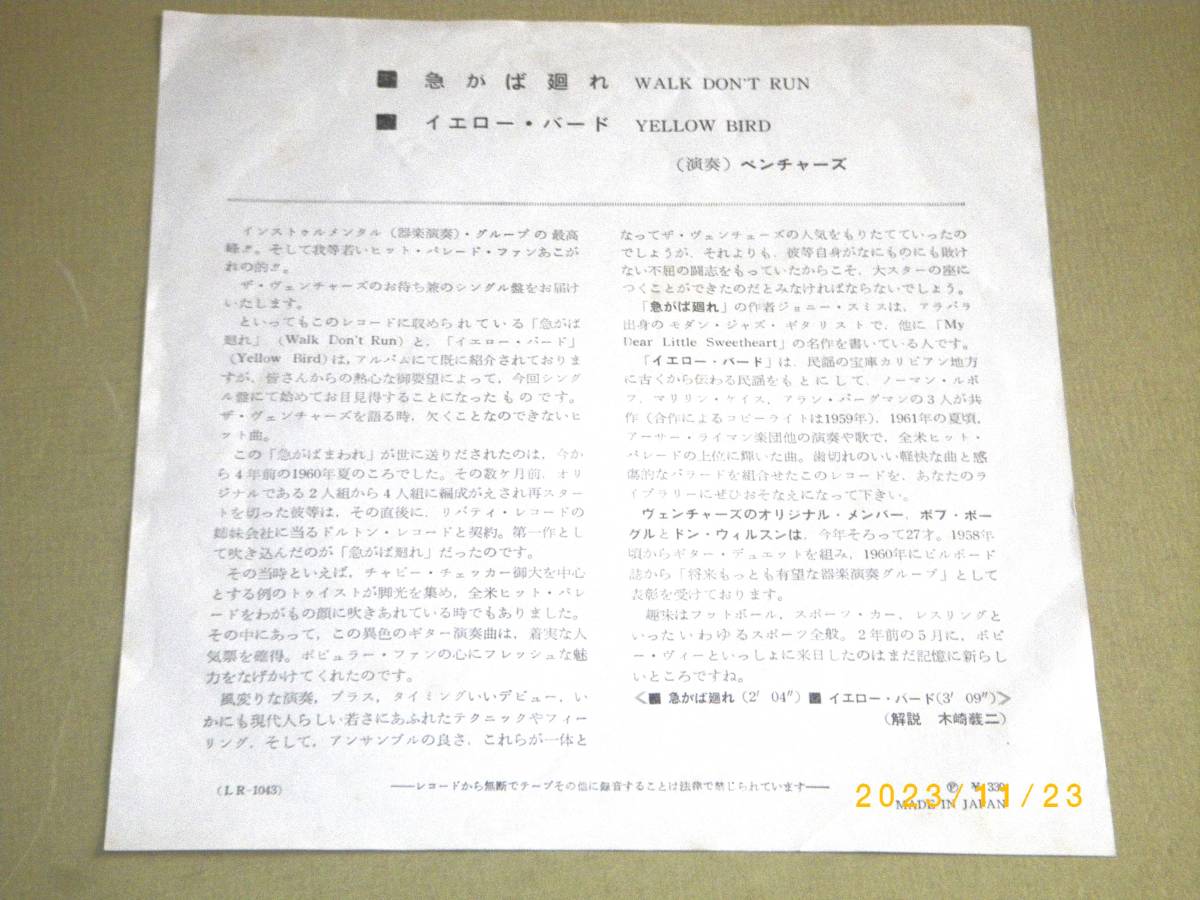 ■ 急がば廻れ WALK DON'T RUN
■ イエロー・バード YELLOW BIRD
(演奏) ベンチャーズ
インストゥルメンタル (器楽演奏)・グループの最高
峰!!。そして我等若いヒット・パレード・ファンあこが
れの的!!。
ザ・ヴェンチャーズのお待ち兼のシングル盤をお届け
いたします。
といってもこのレコードに収められている「急がば
廻れ」(Walk Don't Run) と、「イエロー・バード」
(Yellow Bird) は、アルバムにて既に紹介されておりま
すが、皆さんからの熱心な御要望によって、今回シング
ル盤にて始めてお目見得することになったものです。
ザ・ヴェンチャーズを語る時、欠くことなのできないヒ
ット曲。
この「急がばまわれ」が世に送りだされたのは、今か
ら4年前の1960年夏のころでした。その数ヶ月前、オリ
ジナルである2人組から4人組に編成がえされ再スター
トを切った彼等は、その直後に、リバティ・レコードの
姉妹会社に当るドルトン・レコードと契約。第一作とし
て吹き込んだのが「急がば廻れ」だったのです。
その当時といえば、チャビー・チェッカー御大を中心
とする例のトゥイストが脚光を集め、全米ヒット・パレ
ードをわがもの顔に吹きあれている時でもありました。
その中にあって、この異色のギター演奏曲は、着実な人
気票を確得。ポピュラー・ファンの心にフレッシュな魅
力をなげかけてくれたのです。
風変りな演奏、プラス、タイミングいいデビュー、い
かにも現代人らしい若さにあふれたテクニックやフィー
リング、そして、アンサンブルの良さ、これらが一体と
なってザ・ヴェンチェーズの人気をもりたてていったの
でしょうが、それよりも、彼等自身がなにものにも敗け
ない不屈の闘志をもっていたからこそ、大スターの座に
つくことができたのだとみなければならないでしょう。
「急がば廻れ」の作者ジョニー・スミスは、アラバラ
出身のモダン・ジャズ・ギタリストで、他に「My
Dear Little Sweetheart」の名作を書いている人です。
「イエロー・バード」は、民謡の宝庫カリビアン地方
に古くから伝わる民謡をもとにして、ノーマン・ルボ
フ、マリリン・ケイス、アラン・バーグマンの3人が共
作 (合作によるコピーライトは1959年)、1961年の夏頃、
アーサー・ライマン楽団他の演奏や歌で、全米ヒット・
パレードの上位に輝いた曲。歯切れのいい軽快な曲と感
傷的なバラードを組合せたこのレコードを、あなたのラ
イブラリーにぜひおそなえになって下さい。
ヴェンチャーズのオリジナル・メンバー、ボブ・ボー
グルとドン・ウィルスンは、今年そろって27才。1958年
頃からギター・デュエットを組み、1960年にビルボード
誌から「将来もっとも有望な器楽演奏グループ」として
表彰を受けております。
趣味はフットボール、スポーツ・カー、レスリングと
いったいわゆるスポーツ全般。2年前の5月に、ボビ
ー・ヴィーといっしょに来日したのはまだ記憶に新らし
いところですね。
≪■ 急がば廻れ (2' 04") ■ イエロー・バード (3' 09")≫
(解説 木崎義二)
(LR-1043)
――レコードから無断でテープその他に録音することは法律で禁じられています――
Ⓟ ¥ 330
MADE IN JAPAN
2023/11/23